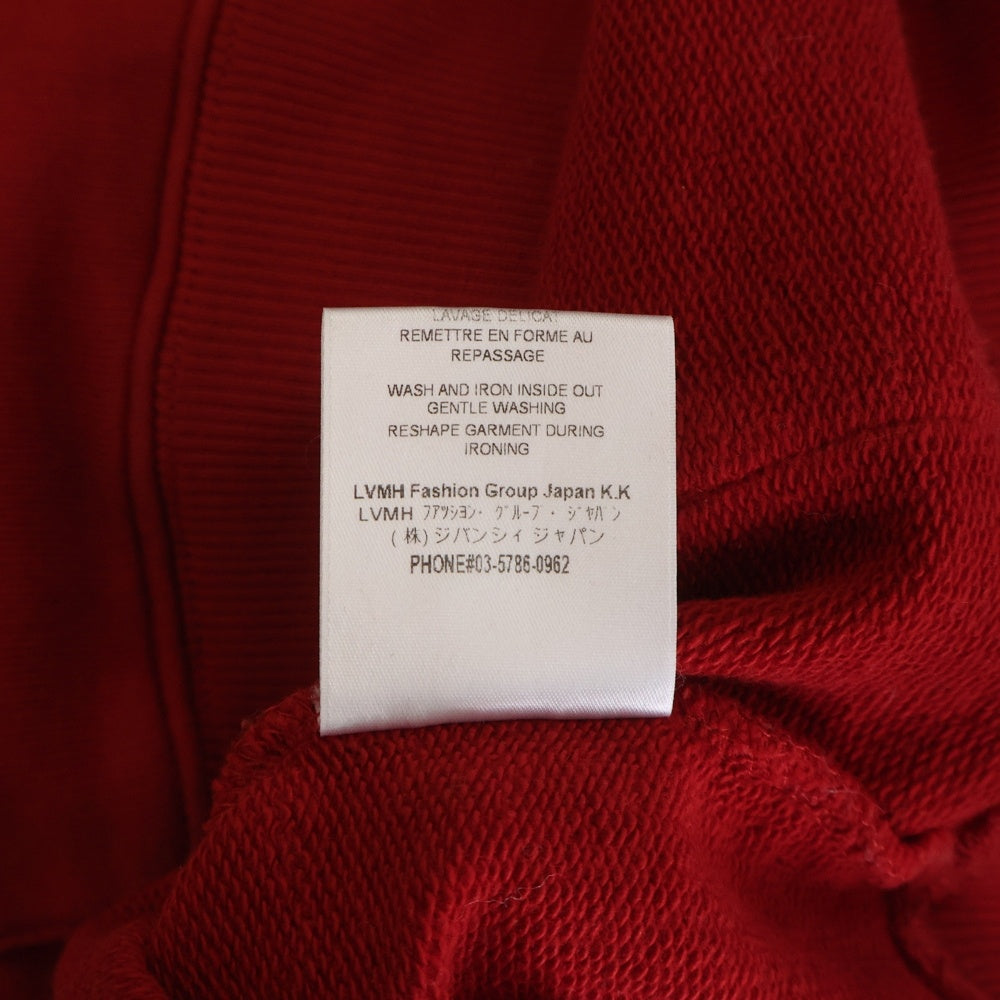 LAVAGE DELICAT
REMETTRE EN FORME AU
REPASSAGE
WASH AND IRON INSIDE OUT
GENTLE WASHING
RESHAPE GARMENT DURING
IRONING
LVMH Fashion Group Japan K.K
LVMH ﾌｱｯｼｮﾝ･ ｸﾞﾙｰﾌﾟ･ ｼﾞｬﾊﾟﾝ
(株)ジバンシィ ジャパン
PHONE#03-5786-0962